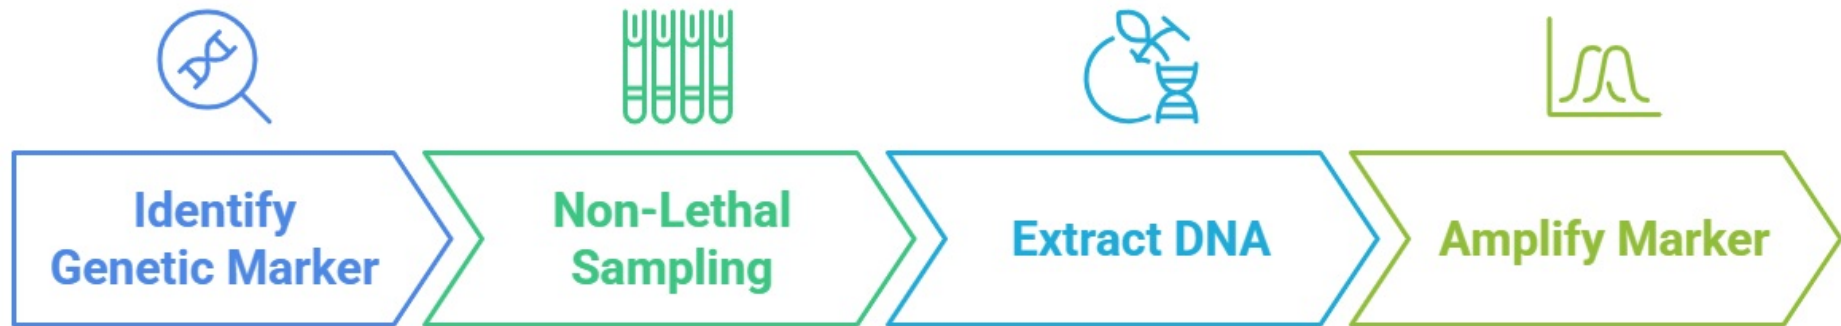 Identify
Genetic Marker
Non-Lethal
Sampling
Extract DNA
Amplify Marker